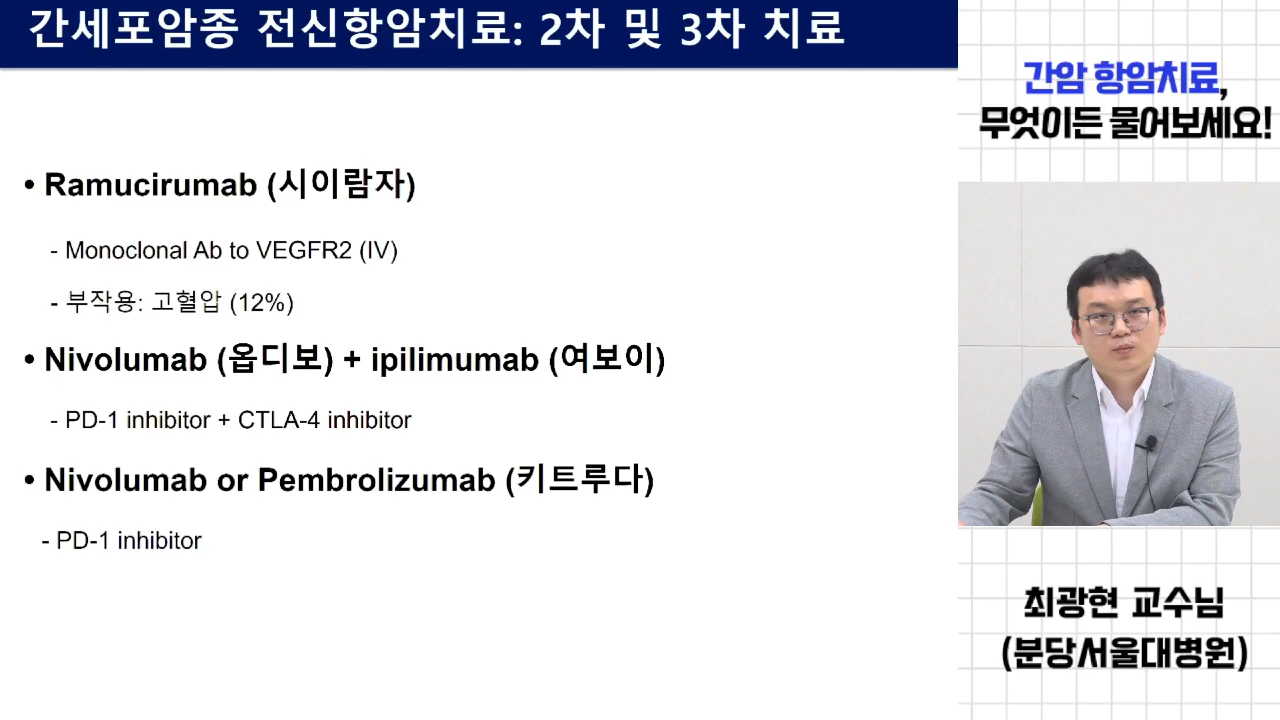 간세포암종 전신항암치료: 2차 및 3차 치료
• Ramucirumab (시이람자)
- Monoclonal Ab to VEGFR2 (IV)
- 부작용: 고혈압 (12%)
• Nivolumab (옵디보) + ipilimumab (여보이)
- PD-1 inhibitor + CTLA-4 inhibitor
• Nivolumab or Pembrolizumab (키트루다)
- PD-1 inhibitor
간암 항암치료,
무엇이든 물어보세요!
최광현 교수님
(분당서울대병원)